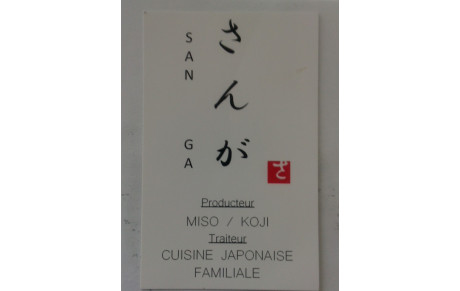 SAN GA
さんが
Producteur
MISO / KOJI
Traiteur
CUISINE JAPONAISE
FAMILIALE